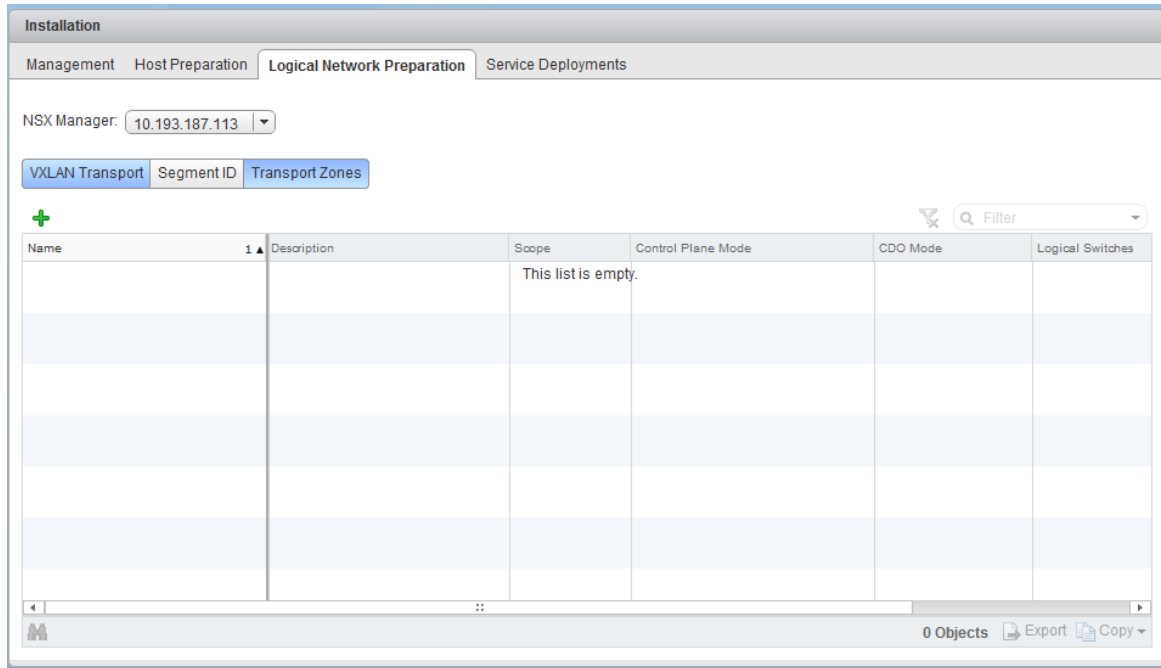 Installation
Management Host Preparation Logical Network Preparation Service Deployments
NSX Manager: 10.193.187.113
VXLAN Transport Segment ID Transport Zones
Filter
Name 1 ▲ Description Scope Control Plane Mode CDO Mode Logical Switches
This list is empty.
0 Objects Export Copy